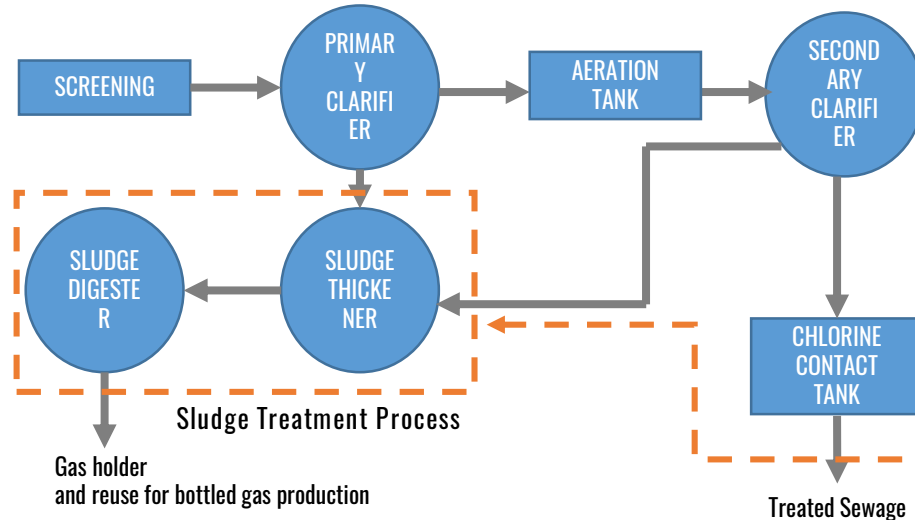 SCREENING
PRIMAR
Y
CLARIFI
ER
AERATION
TANK
SECOND
ARY
CLARIFI
ER
SLUDGE
DIGESTE
R
SLUDGE
THICKE
NER
CHLORINE
CONTACT
TANK
Sludge Treatment Process
Gas holder
and reuse for bottled gas production
Treated Sewage